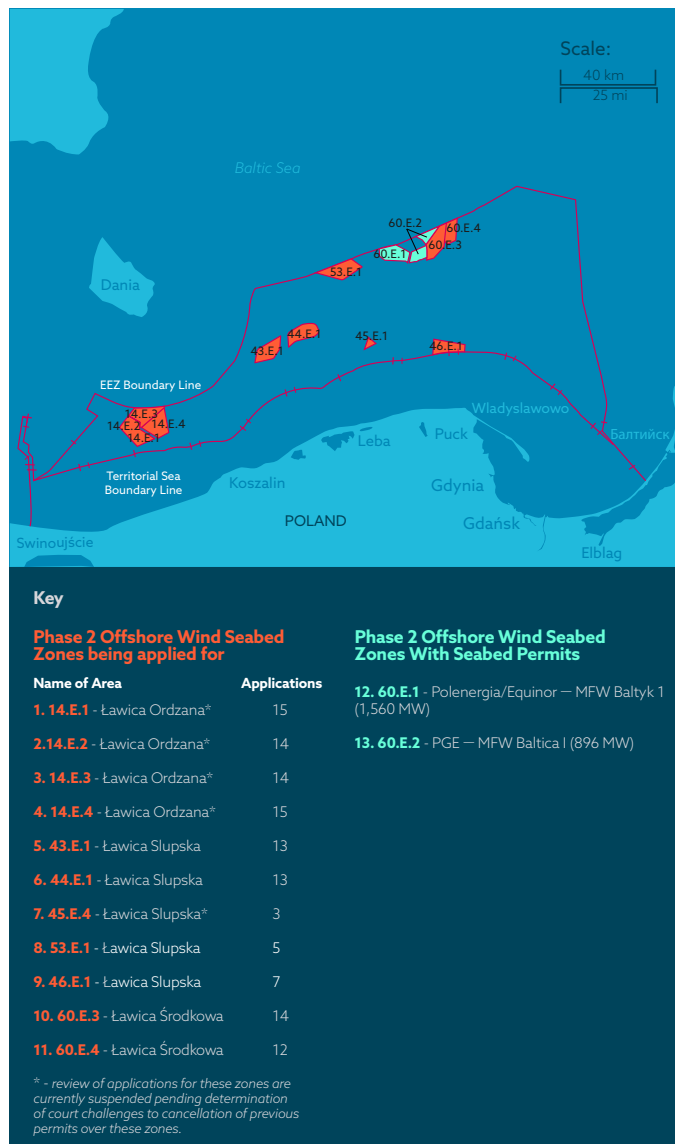 Scale:
40 km
25 mi
Baltic Sea
60.E.2
60.E.4
60.E.3
60.E.1
53.E.1
Dania
44.E.1
45.E.1
43.E.1
46.E.1
EEZ Boundary Line
Wladyslawowo
14.E.3
14.E.2
14.E.4
14.E.1
Puck
Балтийск
Leba
Territorial Sea
Boundary Line
Koszalin
Gdynia
POLAND
Gdańsk
Swinoujście
Elblag
Key
Phase 2 Offshore Wind Seabed
Zones being applied for
Name of Area Applications
1. 14.E.1 - Ławica Ordzana* 15
2.14.E.2 - Ławica Ordzana* 14
3. 14.E.3 - Ławica Ordzana* 14
4. 14.E.4 - Ławica Ordzana* 15
5. 43.E.1 - Ławica Slupska 13
6. 44.E.1 - Ławica Slupska 13
7. 45.E.4 - Ławica Slupska* 3
8. 53.E.1 - Ławica Slupska 5
9. 46.E.1 - Ławica Slupska 7
10. 60.E.3 - Ławica Środkowa 14
11. 60.E.4 - Ławica Środkowa 12
* - review of applications for these zones are
currently suspended pending determination
of court challenges to cancellation of previous
permits over these zones.
Phase 2 Offshore Wind Seabed
Zones With Seabed Permits
12. 60.E.1 - Polenergia/Equinor — MFW Baltyk 1
(1,560 MW)
13. 60.E.2 - PGE — MFW Baltica I (896 MW)